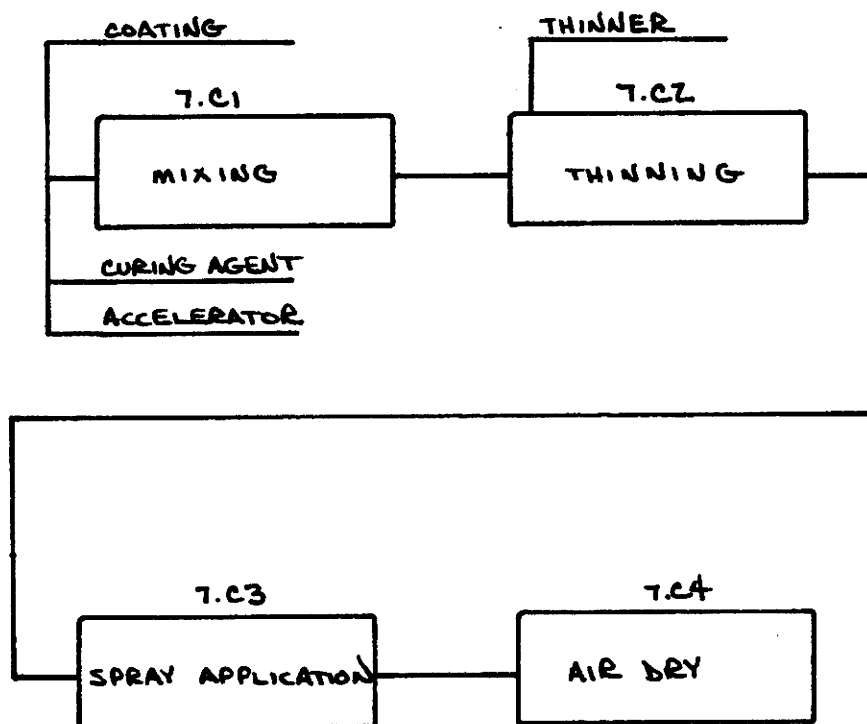 COATING
THINNER
7.C1
7.C2
MIXING
THINNING
CURING AGENT
ACCELERATOR
7.C3
7.C4
SPRAY APPLICATION
AIR DRY